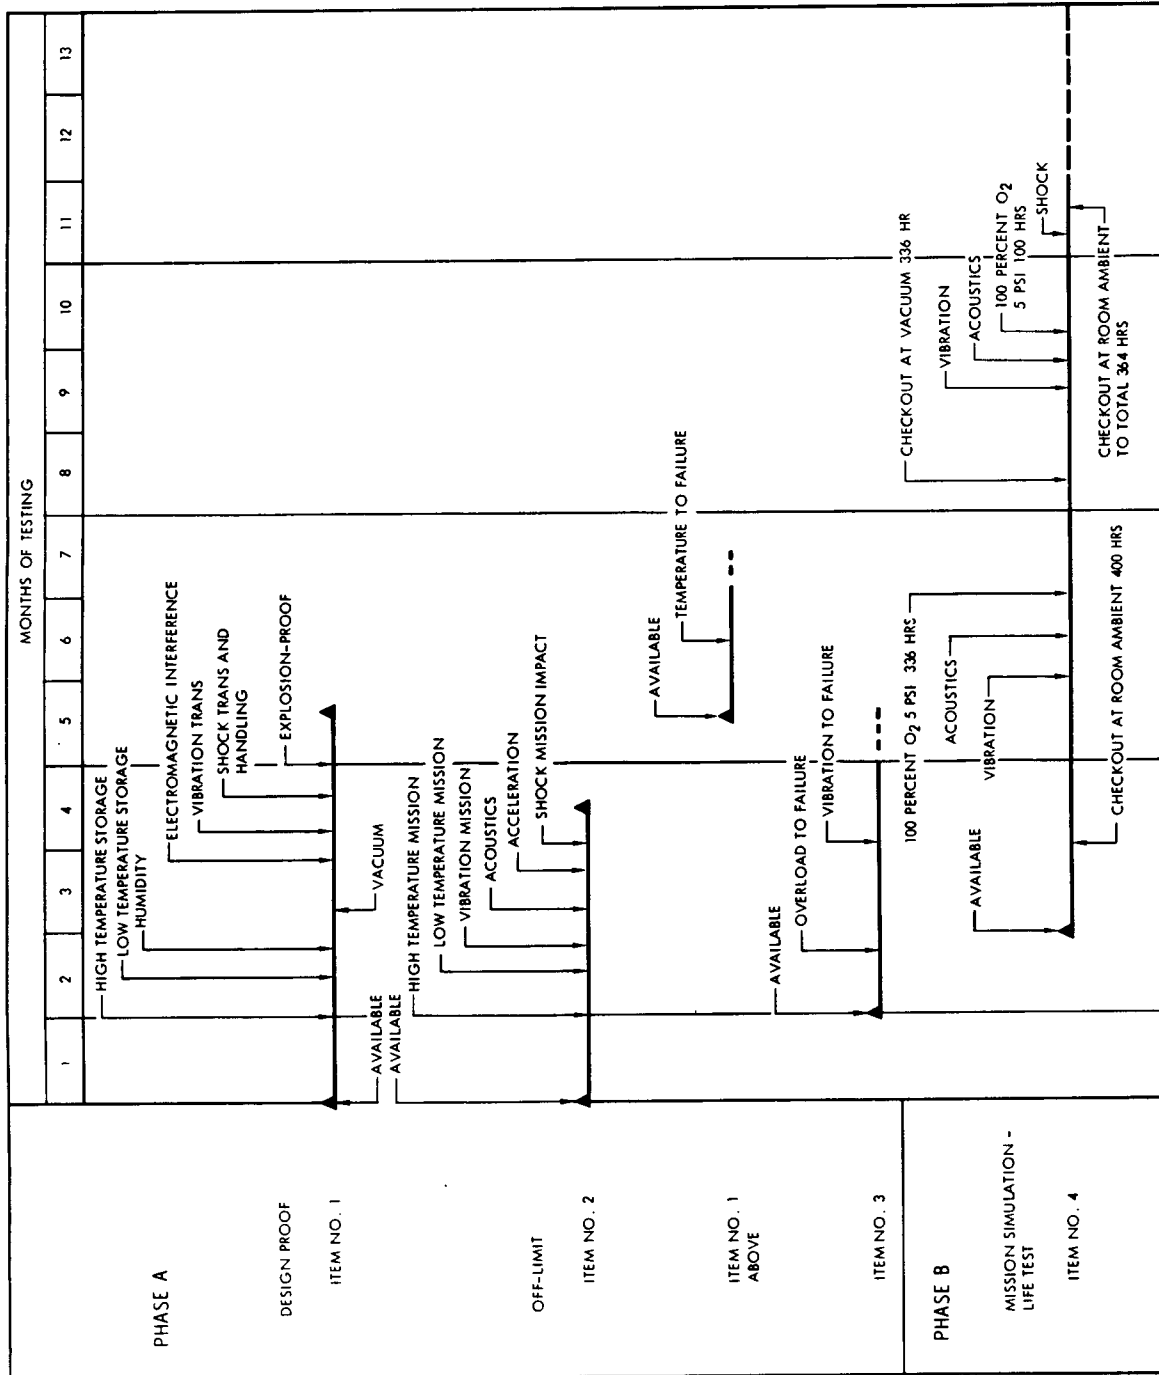 MONTHS OF TESTING
1 2 3 4 5 6 7 8 9 10 11 12 13
PHASE A
DESIGN PROOF
ITEM NO. 1
HIGH TEMPERATURE STORAGE
LOW TEMPERATURE STORAGE
HUMIDITY
ELECTROMAGNETIC INTERFERENCE
VIBRATION TRANS
SHOCK TRANS AND
HANDLING
EXPLOSION-PROOF
VACUUM
AVAILABLE
AVAILABLE
OFF-LIMIT
ITEM NO. 2
HIGH TEMPERATURE MISSION
LOW TEMPERATURE MISSION
VIBRATION MISSION
ACOUSTICS
ACCELERATION
SHOCK MISSION IMPACT
ITEM NO. 1
ABOVE
AVAILABLE
TEMPERATURE TO FAILURE
ITEM NO. 3
AVAILABLE
OVERLOAD TO FAILURE
VIBRATION TO FAILURE
PHASE B
MISSION SIMULATION -
LIFE TEST
ITEM NO. 4
AVAILABLE
100 PERCENT O2 5 PSI 336 HRS
ACOUSTICS
VIBRATION
CHECKOUT AT ROOM AMBIENT 400 HRS
CHECKOUT AT VACUUM 336 HR
VIBRATION
ACOUSTICS
100 PERCENT O2
5 PSI 100 HRS
SHOCK
CHECKOUT AT ROOM AMBIENT
TO TOTAL 364 HRS